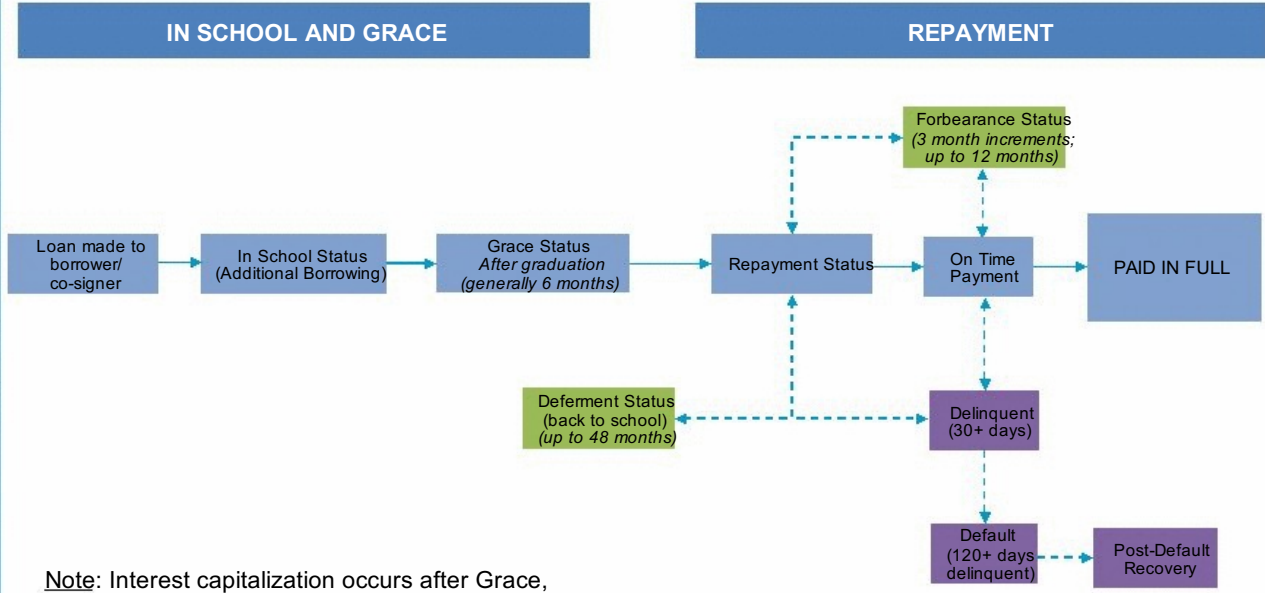 IN SCHOOL AND GRACE
REPAYMENT
Forbearance Status
(3 month increments;
up to 12 months)
Loan made to
borrower/
co-signer
In School Status
(Additional Borrowing)
Grace Status
After graduation
(generally 6 months)
Repayment Status
On Time
Payment
PAID IN FULL
Deferment Status
(back to school)
(up to 48 months)
Delinquent
(30+ days)
Default
(120+ days
delinquent)
Post-Default
Recovery
Note: Interest capitalization occurs after Grace,